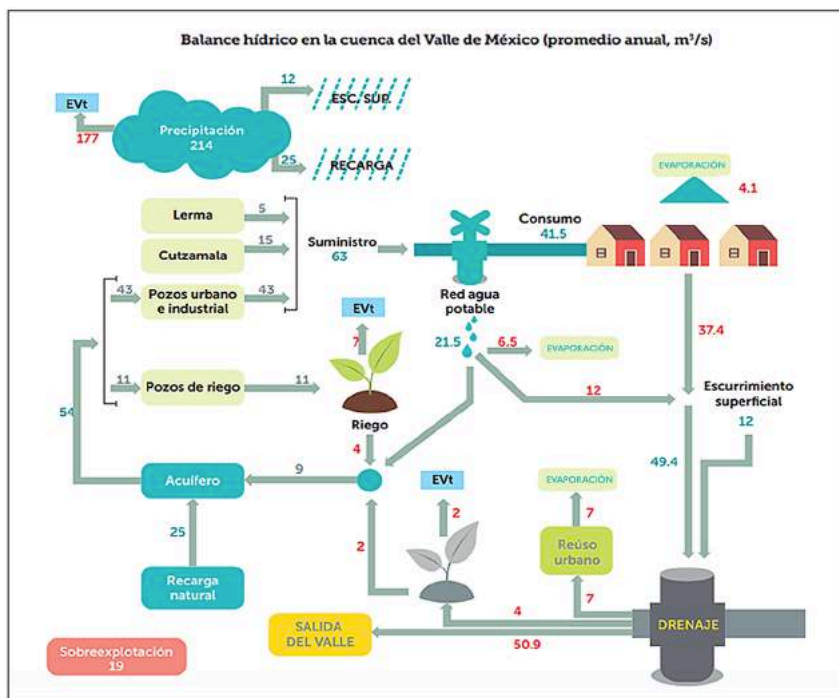 Balance hídrico en la cuenca del Valle de México (promedio anual, m³/s)
12
EVt
ESC. SUP.
Precipitación
214
177
25
RECARGA
EVAPORACIÓN
4.1
Lerma
5
Cutzamala
15
Suministro
63
Consumo
41.5
43
Pozos urbano
e industrial
43
Red agua
potable
EVt
7
21.5
6.5
EVAPORACIÓN
37.4
11
Pozos de riego
11
12
Escurrimiento
superficial
12
54
Riego
4
49.4
Acuífero
9
EVt
EVAPORACIÓN
25
2
2
7
Reúso
urbano
Recarga
natural
4
7
SALIDA
DEL VALLE
50.9
DRENAJE
Sobreexplotación
19